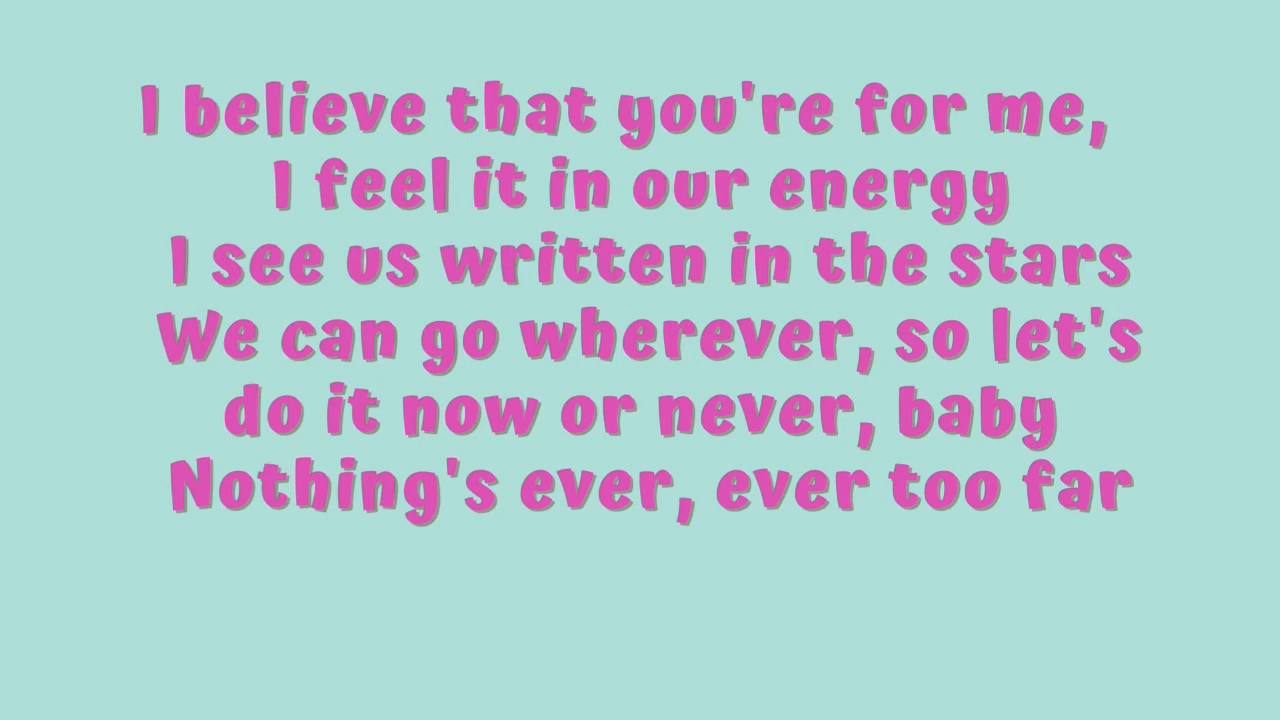 I believe that you're for me,
I feel it in our energy
I see us written in the stars
We can go wherever, so let's
do it now or never, baby
Nothing's ever, ever too far